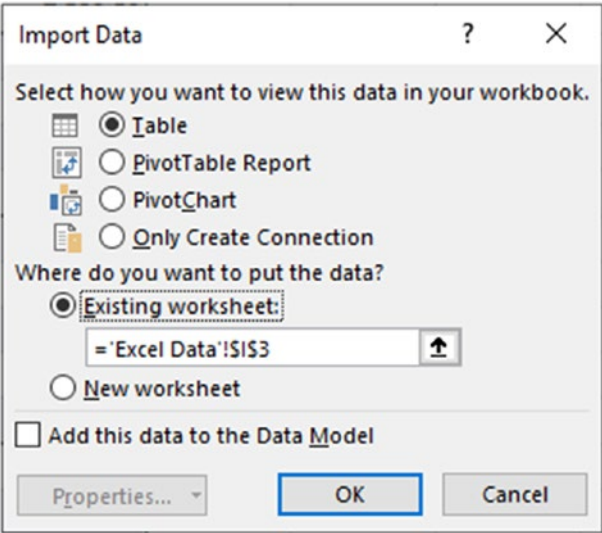 Import Data ?
Select how you want to view this data in your workbook.
Table
PivotTable Report
PivotChart
Only Create Connection
Where do you want to put the data?
Existing worksheet:
='Excel Data'!$I$3
New worksheet
Add this data to the Data Model
Properties... OK Cancel